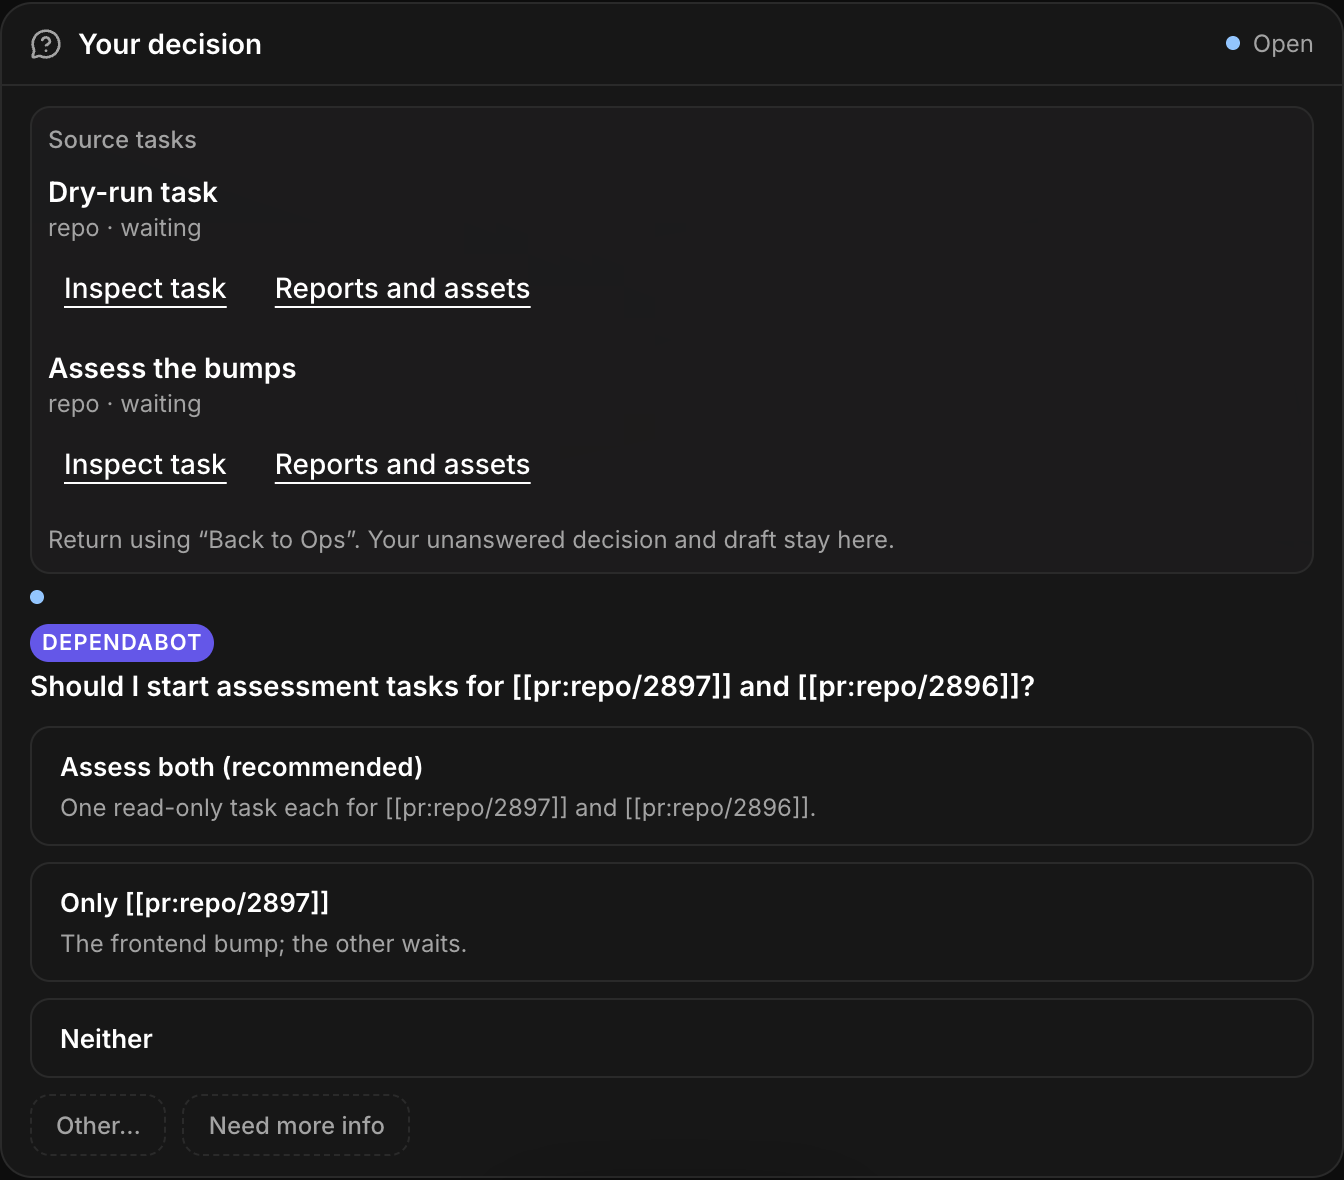 Your decision
Open
Source tasks
Dry-run task
repo · waiting
Inspect task
Reports and assets
Assess the bumps
repo · waiting
Inspect task
Reports and assets
Return using “Back to Ops”. Your unanswered decision and draft stay here.
DEPENDABOT
Should I start assessment tasks for [[pr:repo/2897]] and [[pr:repo/2896]]?
Assess both (recommended)
One read-only task each for [[pr:repo/2897]] and [[pr:repo/2896]].
Only [[pr:repo/2897]]
The frontend bump; the other waits.
Neither
Other...
Need more info